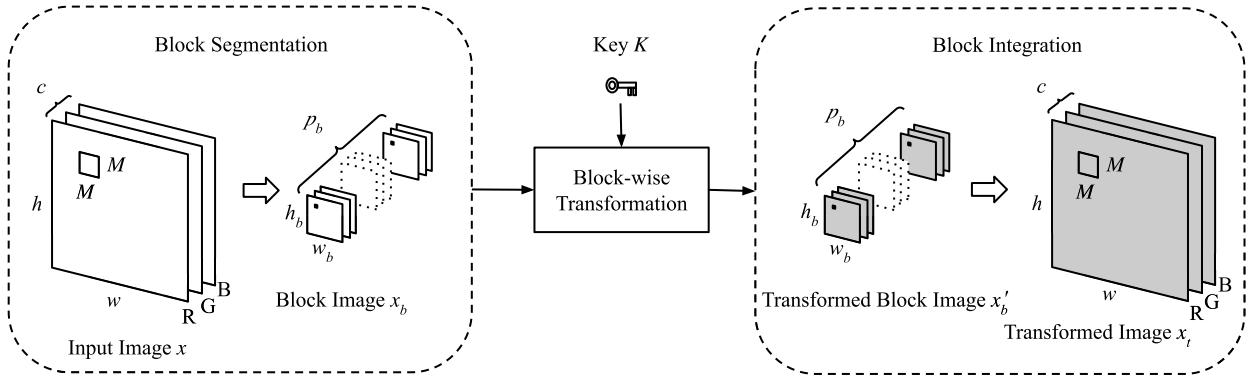 Block Segmentation
c
h
M
M
w
R
G
B
Input Image x
p_b
h_b
w_b
Block Image x_b
Key K
Block-wise
Transformation
Block Integration
p_b
h_b
w_b
Transformed Block Image x_b′
c
h
M
M
w
R
G
B
Transformed Image x_t